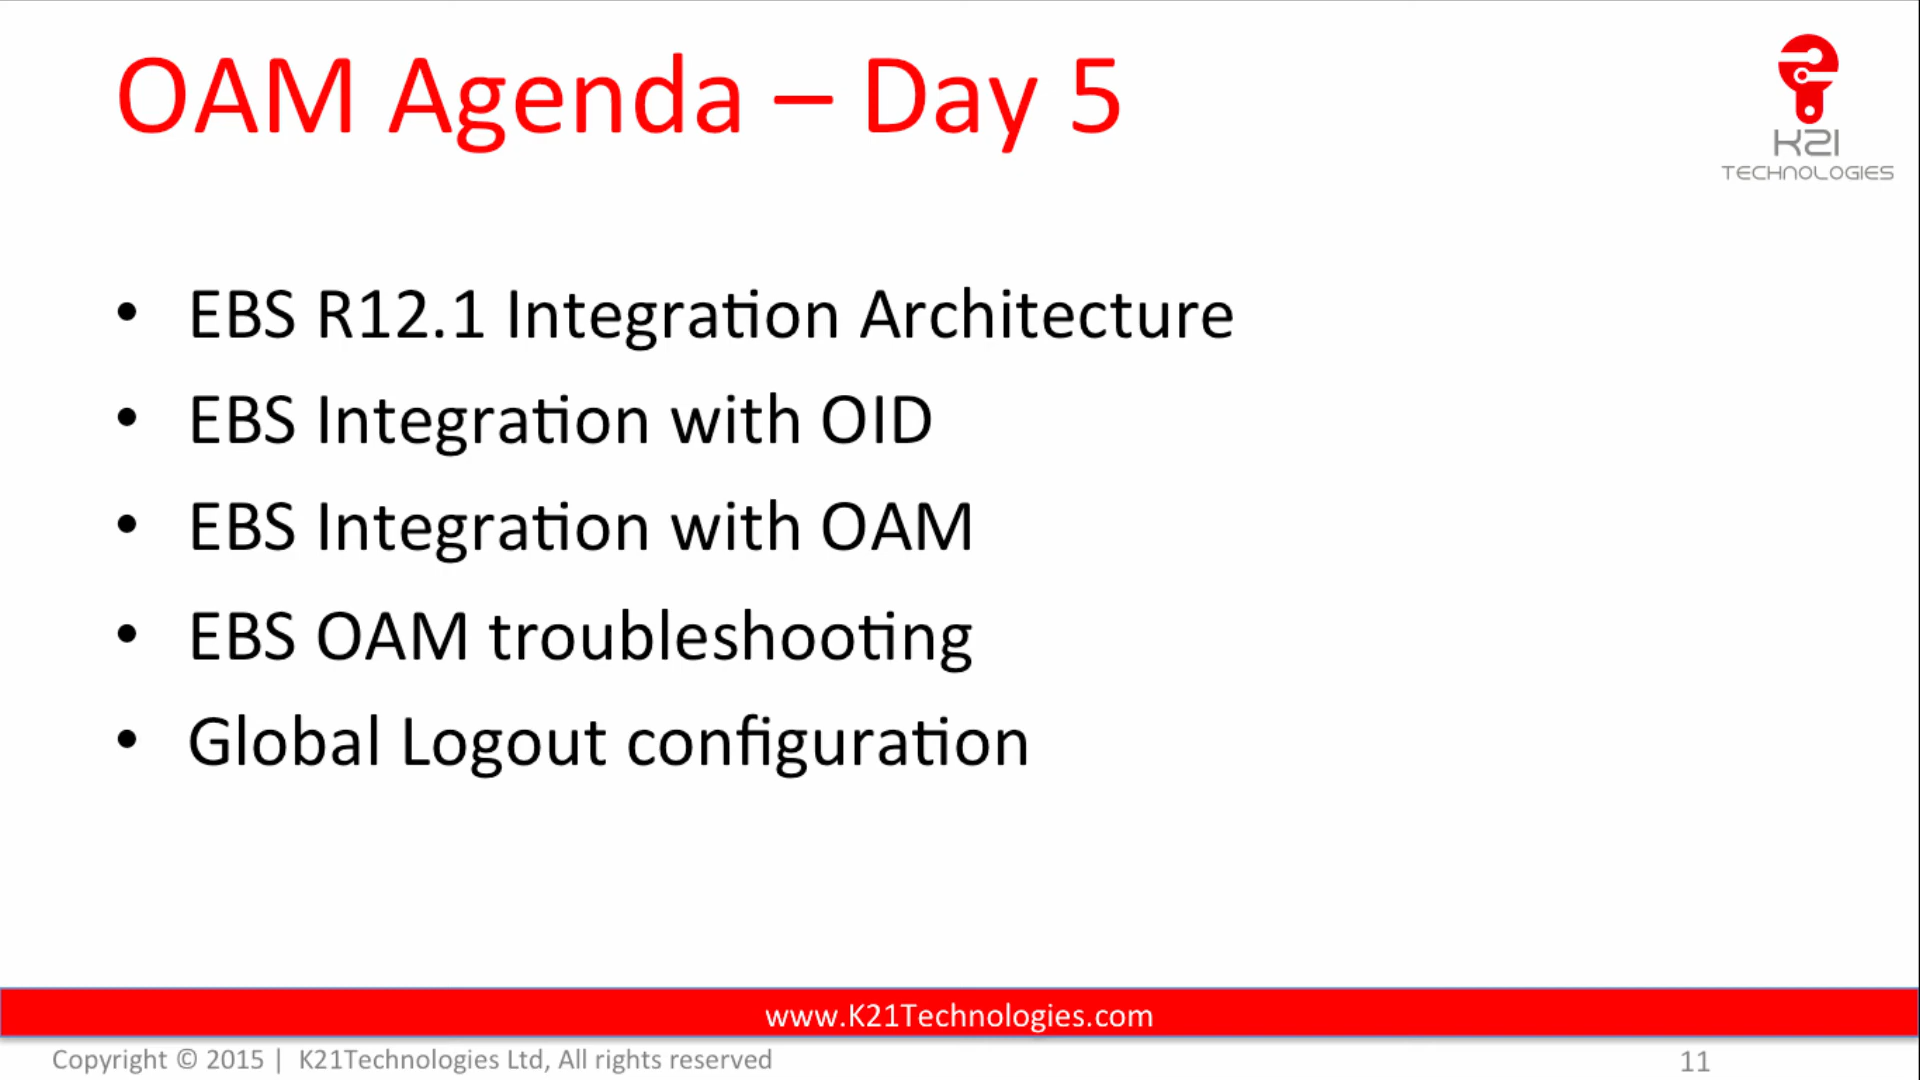 OAM Agenda – Day 5
K21
TECHNOLOGIES
• EBS R12.1 Integration Architecture
• EBS Integration with OID
• EBS Integration with OAM
• EBS OAM troubleshooting
• Global Logout configuration
www.K21Technologies.com
Copyright © 2015 | K21Technologies Ltd, All rights reserved
11